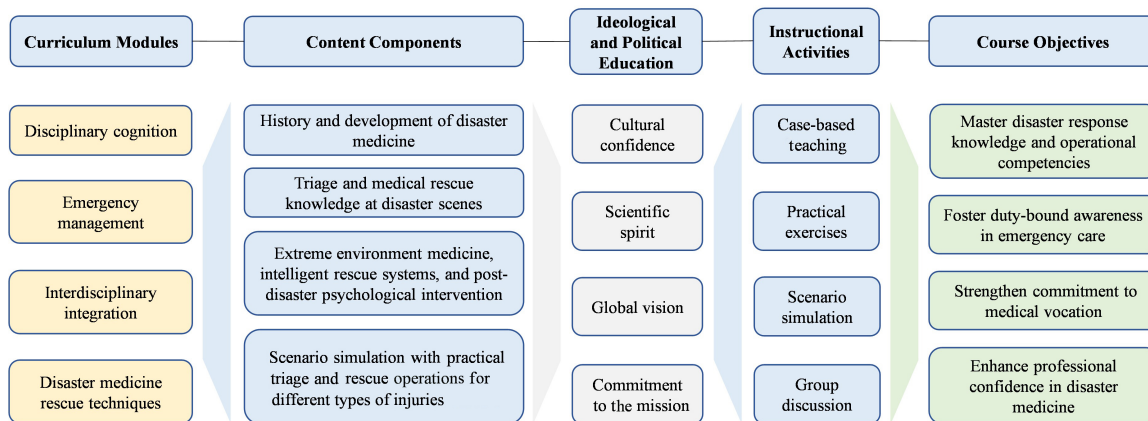 Curriculum Modules
Content Components
Ideological
and Political
Education
Instructional
Activities
Course Objectives
Disciplinary cognition
Emergency
management
Interdisciplinary
integration
Disaster medicine
rescue techniques
History and development of disaster
medicine
Triage and medical rescue
knowledge at disaster scenes
Extreme environment medicine,
intelligent rescue systems, and post-
disaster psychological intervention
Scenario simulation with practical
triage and rescue operations for
different types of injuries
Cultural
confidence
Scientific
spirit
Global vision
Commitment
to the mission
Case-based
teaching
Practical
exercises
Scenario
simulation
Group
discussion
Master disaster response
knowledge and operational
competencies
Foster duty-bound awareness
in emergency care
Strengthen commitment to
medical vocation
Enhance professional
confidence in disaster
medicine